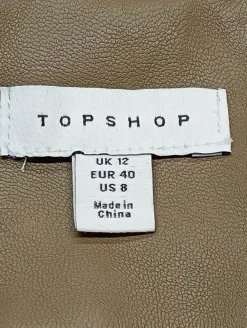 TOPSHOP
UK 12
EUR 40
US 8
Made in
China